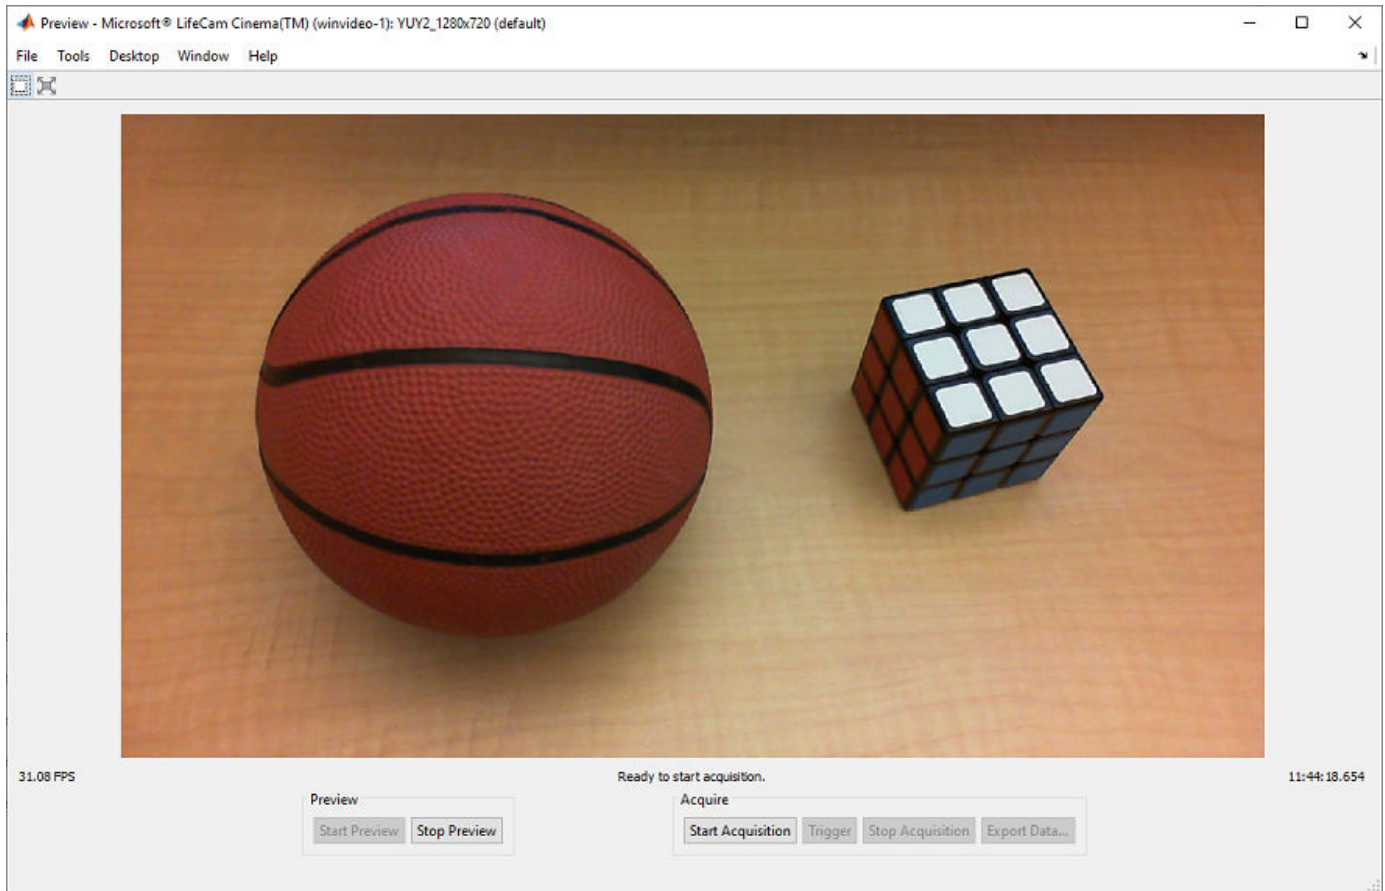 Preview - Microsoft® LifeCam Cinema(TM) (winvideo-1): YUY2_1280x720 (default)
File Tools Desktop Window Help
31.08 FPS Ready to start acquisition. 11:44:18.654
Preview Acquire
Start Preview Stop Preview Start Acquisition Trigger Stop Acquisition Export Data...